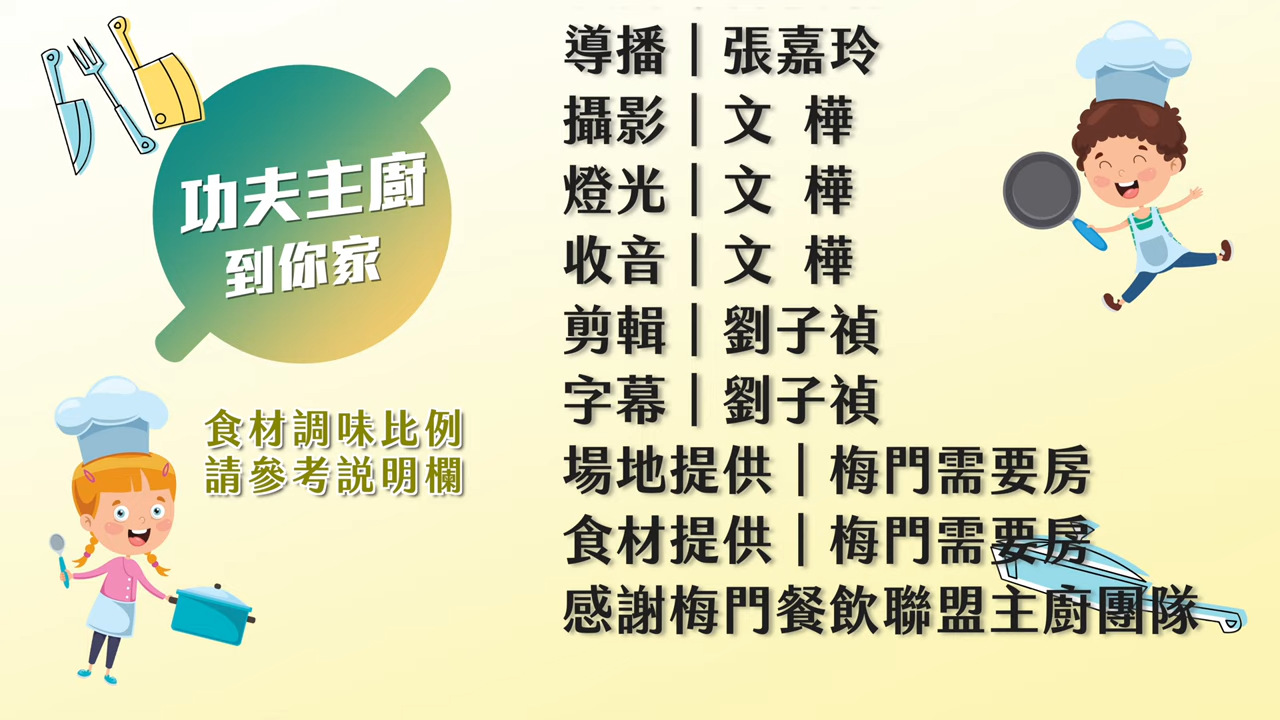 功夫主廚
到你家
食材調味比例
請參考說明欄
導播｜張嘉玲
攝影｜文 樺
燈光｜文 樺
收音｜文 樺
剪輯｜劉子禎
字幕｜劉子禎
場地提供｜梅門需要房
食材提供｜梅門需要房
感謝梅門餐飲聯盟主廚團隊